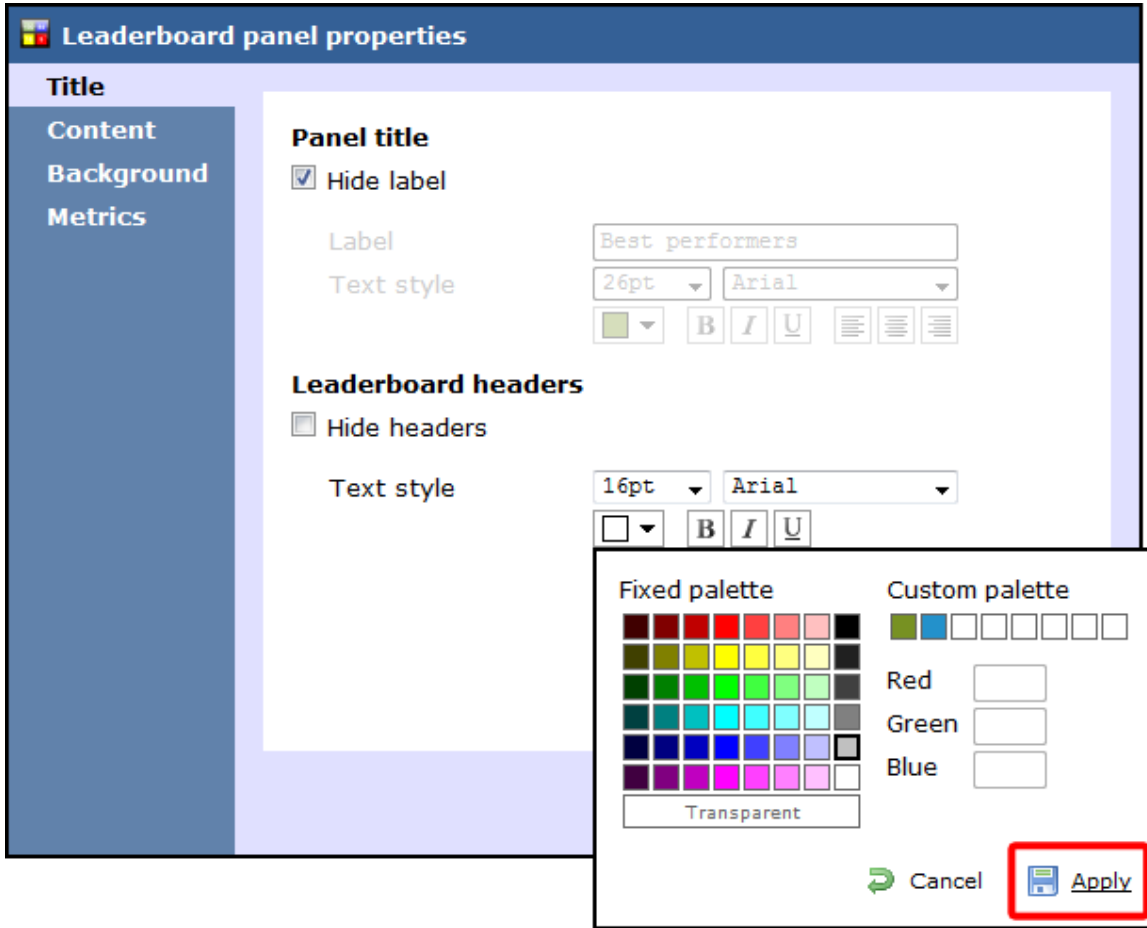 Leaderboard panel properties
Title
Content
Background
Metrics
Panel title
Hide label
Label Best performers
Text style 26pt Arial
B I U
Leaderboard headers
Hide headers
Text style 16pt Arial
B I U
Fixed palette
Transparent
Custom palette
Red
Green
Blue
Cancel Apply